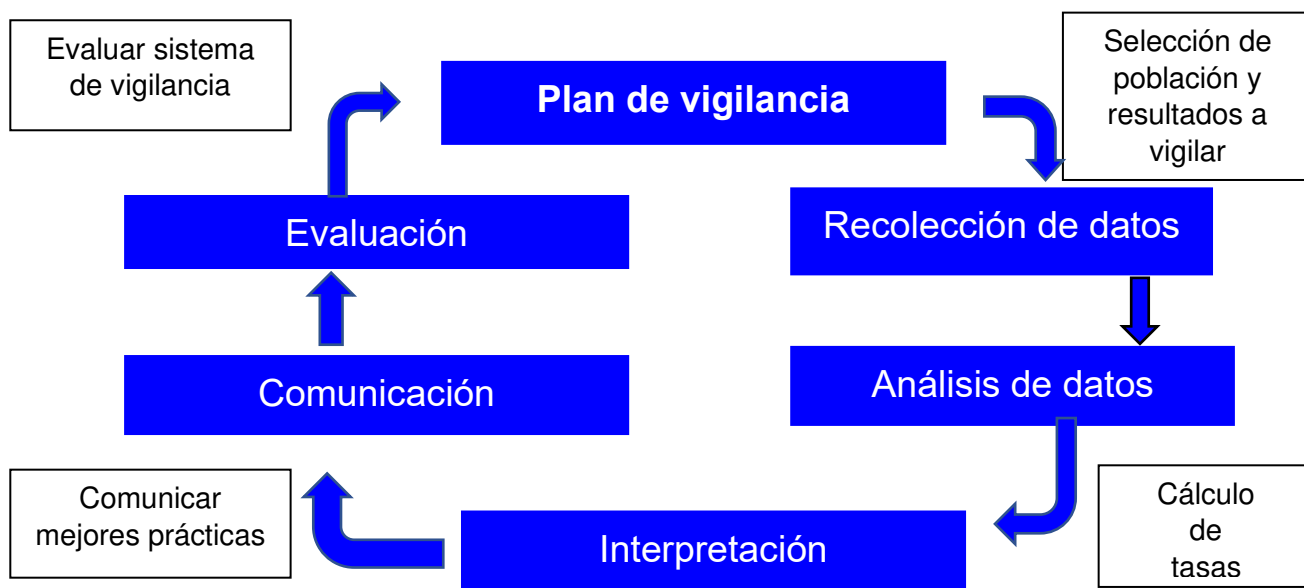 Evaluar sistema
de vigilancia
Plan de vigilancia
Selección de
población y
resultados a
vigilar
Evaluación
Recolección de datos
Comunicación
Análisis de datos
Comunicar
mejores prácticas
Interpretación
Cálculo
de
tasas